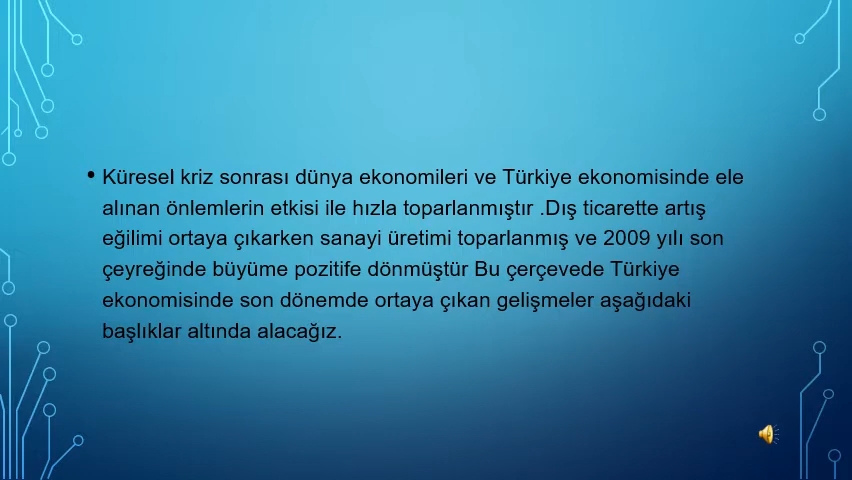 • Küresel kriz sonrası dünya ekonomileri ve Türkiye ekonomisinde ele
alınan önlemlerin etkisi ile hızla toparlanmıştır .Dış ticarette artış
eğilimi ortaya çıkarken sanayi üretimi toparlanmış ve 2009 yılı son
çeyreğinde büyüme pozitife dönmüştür Bu çerçevede Türkiye
ekonomisinde son dönemde ortaya çıkan gelişmeler aşağıdaki
başlıklar altında alacağız.